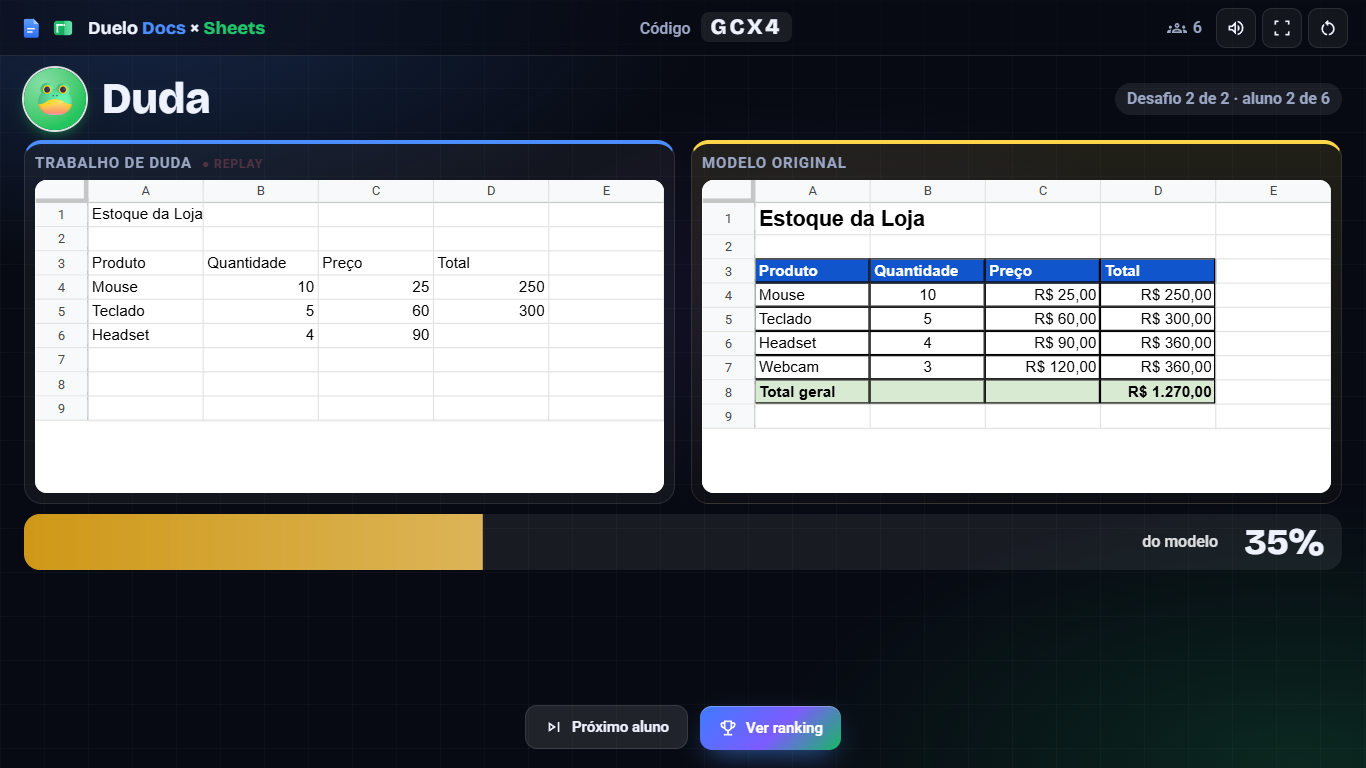 Duelo Docs × Sheets
Código GCX4
6
Duda
Desafio 2 de 2 · aluno 2 de 6
TRABALHO DE DUDA • REPLAY
A B C D E
1 Estoque da Loja
2
3 Produto Quantidade Preço Total
4 Mouse 10 25 250
5 Teclado 5 60 300
6 Headset 4 90
7
8
9
MODELO ORIGINAL
A B C D E
1 Estoque da Loja
2
3 Produto Quantidade Preço Total
4 Mouse 10 R$ 25,00 R$ 250,00
5 Teclado 5 R$ 60,00 R$ 300,00
6 Headset 4 R$ 90,00 R$ 360,00
7 Webcam 3 R$ 120,00 R$ 360,00
8 Total geral R$ 1.270,00
9
do modelo 35%
Próximo aluno
Ver ranking